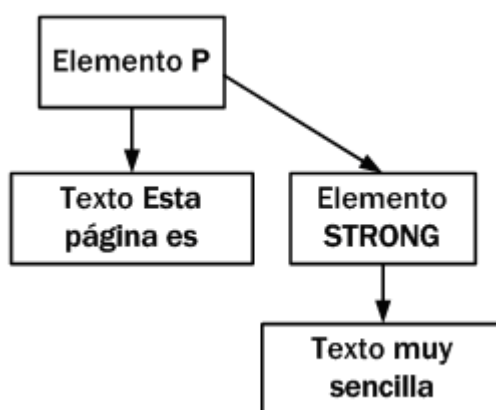 Elemento P
Texto Esta
página es
Elemento
STRONG
Texto muy
sencilla